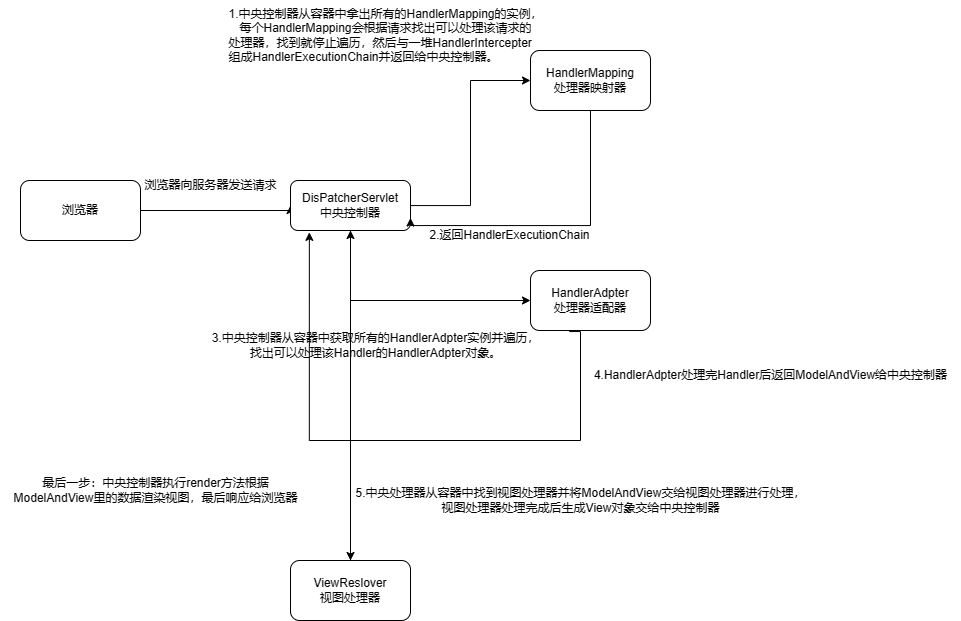 1.中央控制器从容器中拿出所有的HandlerMapping的实例，
每个HandlerMapping会根据请求找出可以处理该请求的
处理器，找到就停止遍历，然后与一堆HandlerIntercepter
组成HandlerExecutionChain并返回给中央控制器。
HandlerMapping
处理器映射器
浏览器
浏览器向服务器发送请求
DisPatcherServlet
中央控制器
2.返回HandlerExecutionChain
HandlerAdpter
处理器适配器
3.中央控制器从容器中获取所有的HandlerAdpter实例并遍历，
找出可以处理该Handler的HandlerAdpter对象。
4.HandlerAdpter处理完Handler后返回ModelAndView给中央控制器
最后一步：中央控制器执行render方法根据
ModelAndView里的数据渲染视图，最后响应给浏览器
5.中央处理器从容器中找到视图处理器并将ModelAndView交给视图处理器进行处理，
视图处理器处理完成后生成View对象交给中央控制器
ViewReslover
视图处理器